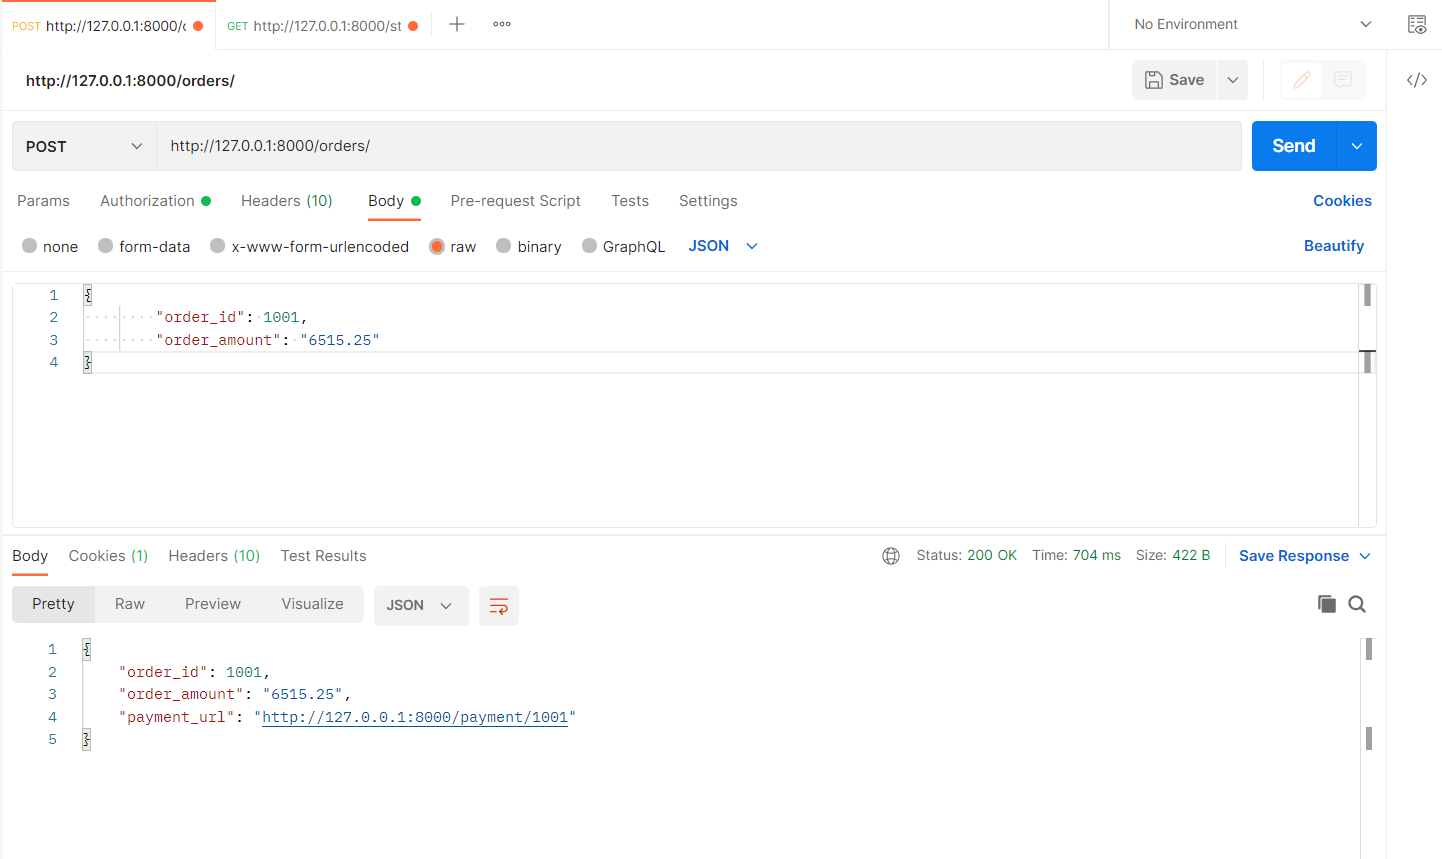 POST http://127.0.0.1:8000/o GET http://127.0.0.1:8000/st No Environment
http://127.0.0.1:8000/orders/ Save
POST http://127.0.0.1:8000/orders/ Send
Params Authorization Headers (10) Body Pre-request Script Tests Settings Cookies
none form-data x-www-form-urlencoded raw binary GraphQL JSON Beautify
1 {
2 "order_id": 1001,
3 "order_amount": "6515.25"
4 }
Body Cookies (1) Headers (10) Test Results Status: 200 OK Time: 704 ms Size: 422 B Save Response
Pretty Raw Preview Visualize JSON
1 {
2 "order_id": 1001,
3 "order_amount": "6515.25",
4 "payment_url": "http://127.0.0.1:8000/payment/1001"
5 }